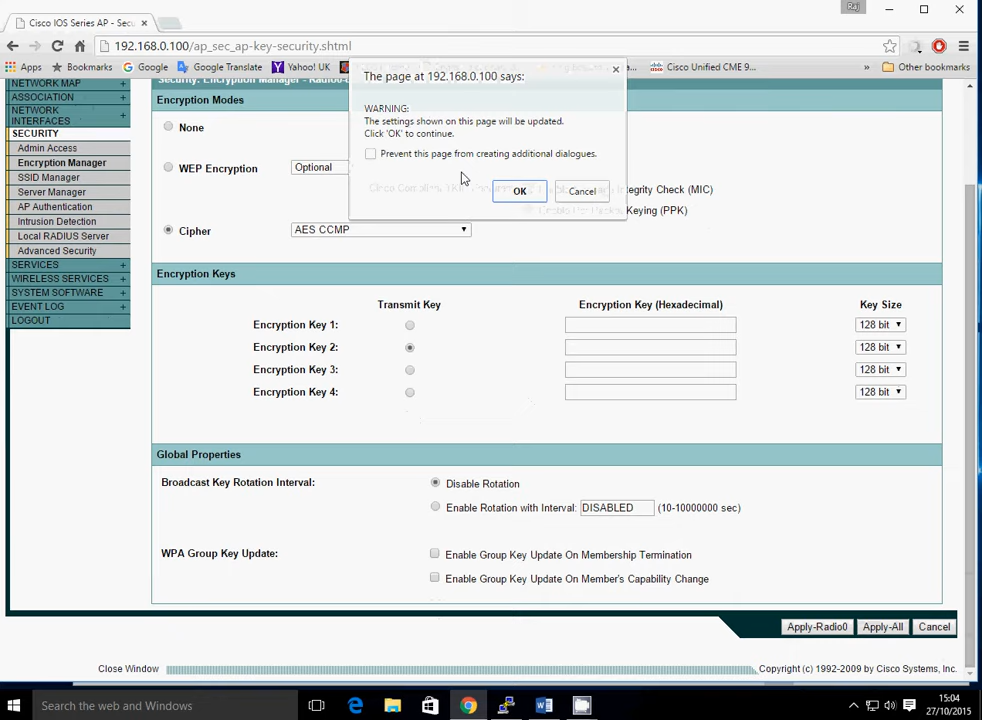 Raj
Cisco IOS Series AP - Secu
192.168.0.100/ap_sec_ap-key-security.shtml
Apps
Bookmarks
Google
Google Translate
Yahoo! UK
Cisco Unified CME 9...
»
Other bookmarks
The page at 192.168.0.100 says:
WARNING:
The settings shown on this page will be updated.
Click 'OK' to continue.
Prevent this page from creating additional dialogues.
OK
Cancel
NETWORK MAP +
ASSOCIATION +
NETWORK
INTERFACES +
SECURITY
Admin Access
Encryption Manager
SSID Manager
Server Manager
AP Authentication
Intrusion Detection
Local RADIUS Server
Advanced Security
SERVICES +
WIRELESS SERVICES +
SYSTEM SOFTWARE +
EVENT LOG +
LOGOUT
Encryption Modes
None
WEP Encryption
Optional
Integrity Check (MIC)
Keying (PPK)
Cipher
AES CCMP
Encryption Keys
Transmit Key
Encryption Key (Hexadecimal)
Key Size
Encryption Key 1:
128 bit
Encryption Key 2:
128 bit
Encryption Key 3:
128 bit
Encryption Key 4:
128 bit
Global Properties
Broadcast Key Rotation Interval:
Disable Rotation
Enable Rotation with Interval: DISABLED (10-10000000 sec)
WPA Group Key Update:
Enable Group Key Update On Membership Termination
Enable Group Key Update On Member's Capability Change
Apply-Radio0
Apply-All
Cancel
Close Window
Copyright (c) 1992-2009 by Cisco Systems, Inc.
Search the web and Windows
15:04
27/10/2015